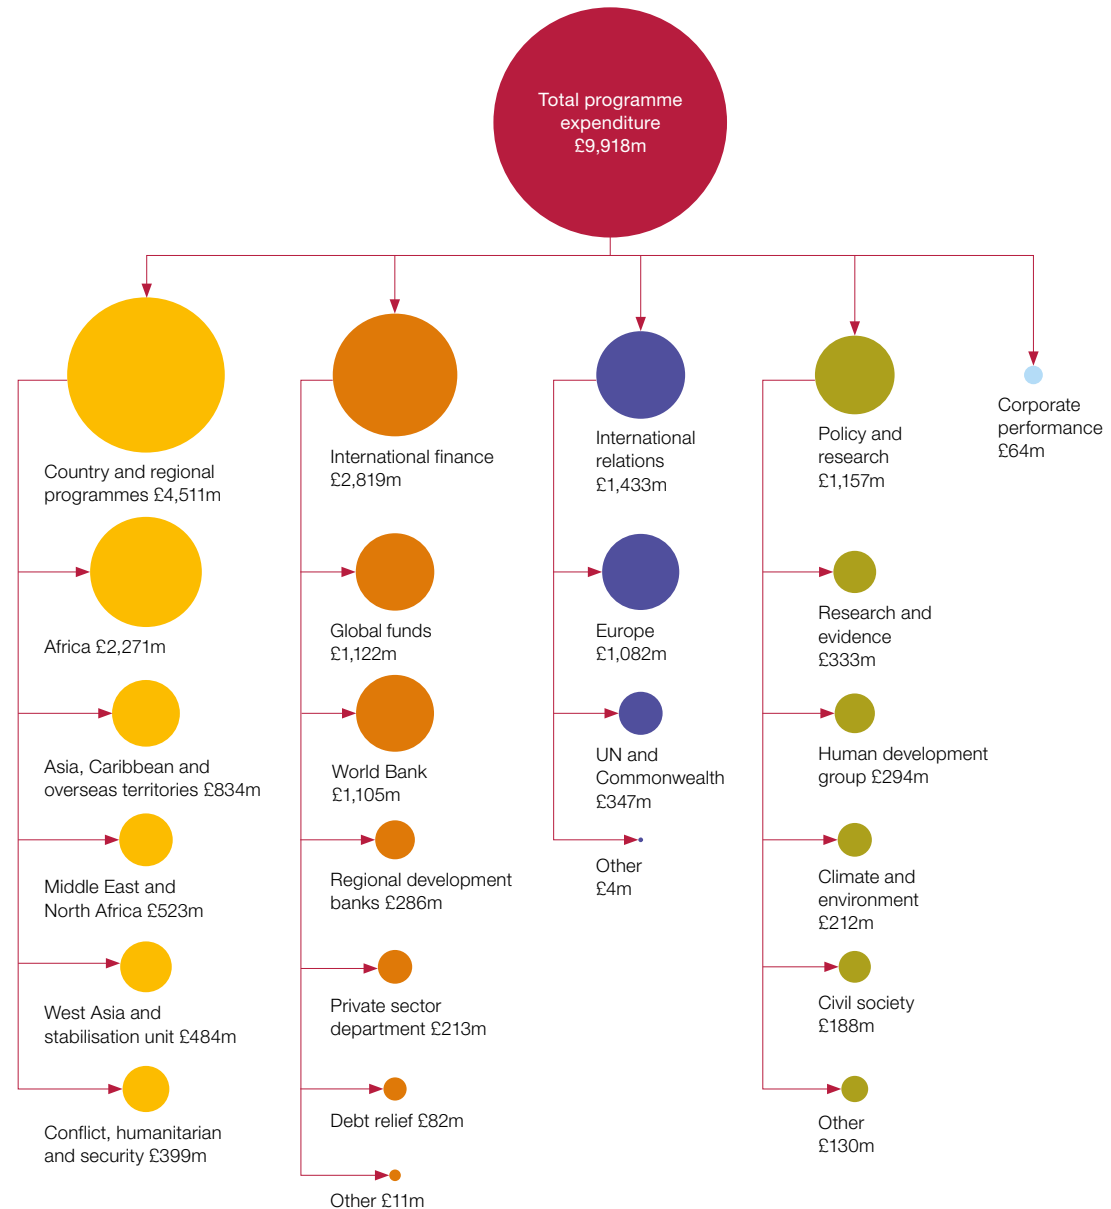 Total programme
expenditure
£9,918m
Country and regional
programmes £4,511m
Africa £2,271m
Asia, Caribbean and
overseas territories £834m
Middle East and
North Africa £523m
West Asia and
stabilisation unit £484m
Conflict, humanitarian
and security £399m
International finance
£2,819m
Global funds
£1,122m
World Bank
£1,105m
Regional development
banks £286m
Private sector
department £213m
Debt relief £82m
Other £11m
International
relations
£1,433m
Europe
£1,082m
UN and
Commonwealth
£347m
Other
£4m
Policy and
research
£1,157m
Research and
evidence
£333m
Human development
group £294m
Climate and
environment
£212m
Civil society
£188m
Other
£130m
Corporate
performance
£64m